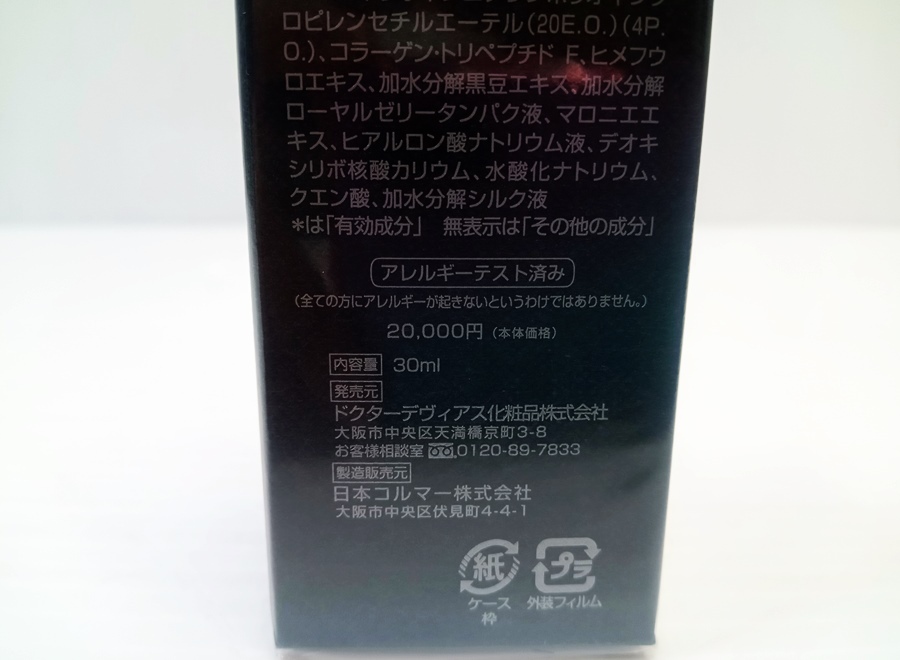 ロピレンセチルエーテル(20E.O.)(4P.
O.)、コラーゲン・トリペプチド F、ヒメフウ
ロエキス、加水分解黒豆エキス、加水分解
ローヤルゼリータンパク液、マロニエエ
キス、ヒアルロン酸ナトリウム液、デオキ
シリボ核酸カリウム、水酸化ナトリウム、
クエン酸、加水分解シルク液
*は「有効成分」 無表示は「その他の成分」
アレルギーテスト済み
(全ての方にアレルギーが起きないというわけではありません。)
20,000円(本体価格)
内容量 30ml
発売元
ドクターデヴィアス化粧品株式会社
大阪市中央区天満橋京町3-8
お客様相談室 0120-89-7833
製造販売元
日本コルマー株式会社
大阪市中央区伏見町4-4-1
紙 プラ
ケース 外装フィルム
枠